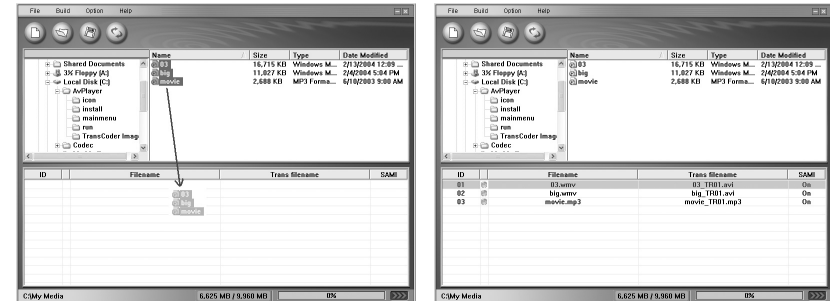 File Build Option Help
Name / Size Type Date Modified
Shared Documents
3½ Floppy (A:)
Local Disk (C:)
AvPlayer
icon
install
mainmenu
run
TransCoder Imag
Codec
03 16,715 KB Windows M... 2/13/2004 12:09 ...
big 11,027 KB Windows M... 2/4/2004 5:04 PM
movie 2,688 KB MP3 Forma... 6/10/2003 9:00 AM
ID Filename Trans filename SAMI
03
big
movie
C:\My Media 6,625 MB / 9,960 MB 0%
File Build Option Help
Name / Size Type Date Modified
Shared Documents
3½ Floppy (A:)
Local Disk (C:)
AvPlayer
icon
install
mainmenu
run
TransCoder Imag
Codec
03 16,715 KB Windows M... 2/13/2004 12:09 ...
big 11,027 KB Windows M... 2/4/2004 5:04 PM
movie 2,688 KB MP3 Forma... 6/10/2003 9:00 AM
ID Filename Trans filename SAMI
01 03.wmv 03_TR01.avi On
02 big.wmv big_TR01.avi On
03 movie.mp3 movie_TR01.mp3 On
C:\My Media 6,625 MB / 9,960 MB 0%